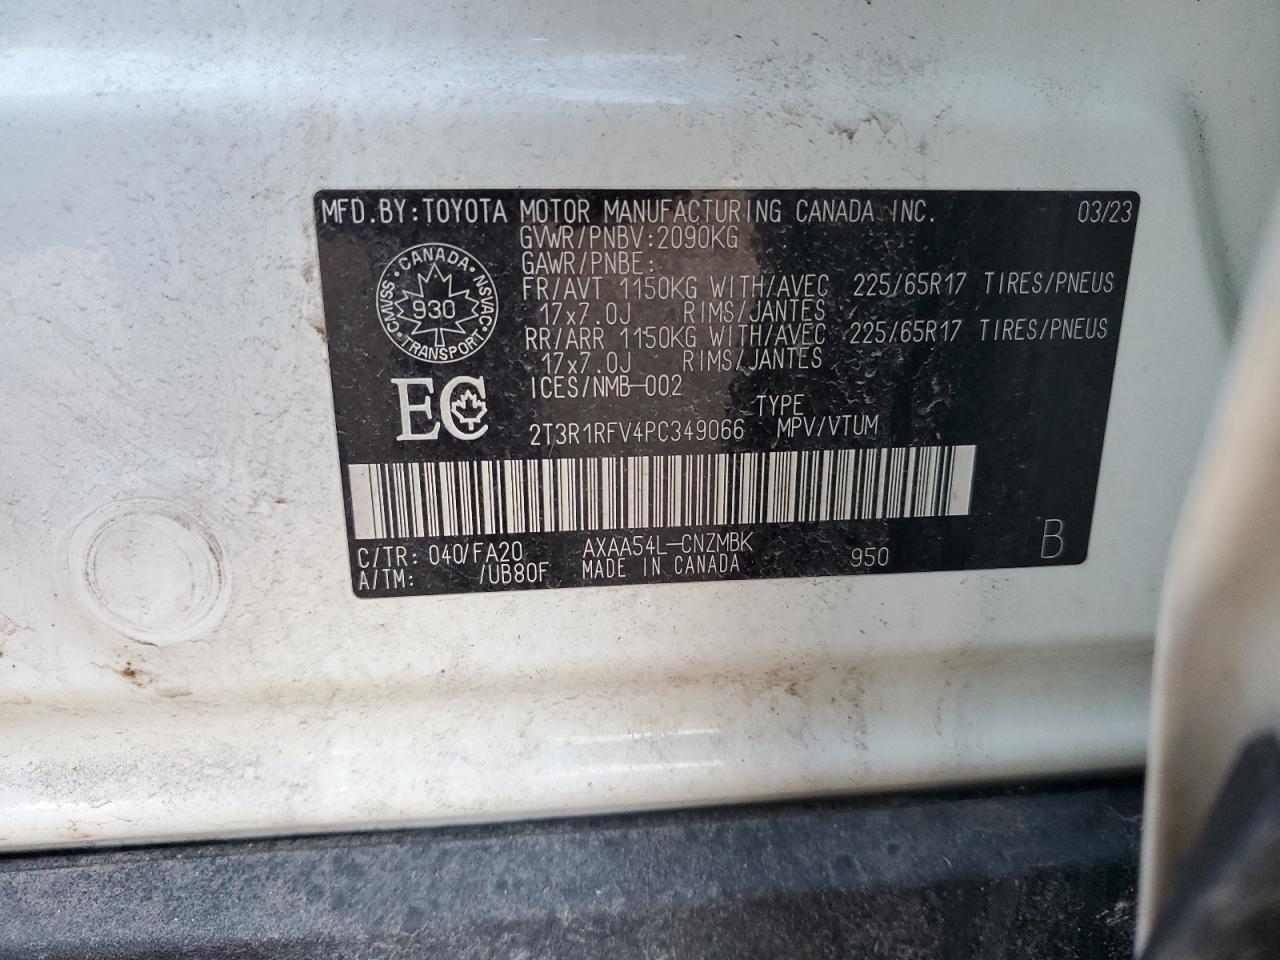 MFD.BY:TOYOTA MOTOR MANUFACTURING CANADA INC. 03/23
GVWR/PNBV:2090KG
GAWR/PNBE:
FR/AVT 1150KG WITH/AVEC 225/65R17 TIRES/PNEUS
17x7.0J RIMS/JANTES
RR/ARR 1150KG WITH/AVEC 225/65R17 TIRES/PNEUS
17x7.0J RIMS/JANTES
ICES/NMB-002
CANADA · NSVAC · TRANSPORT · CMVSS
930
EC
TYPE
2T3R1RFV4PC349066 MPV/VTUM
C/TR: 040/FA20 AXAA54L-CNZMBK 950 B
A/TM: /UB80F MADE IN CANADA